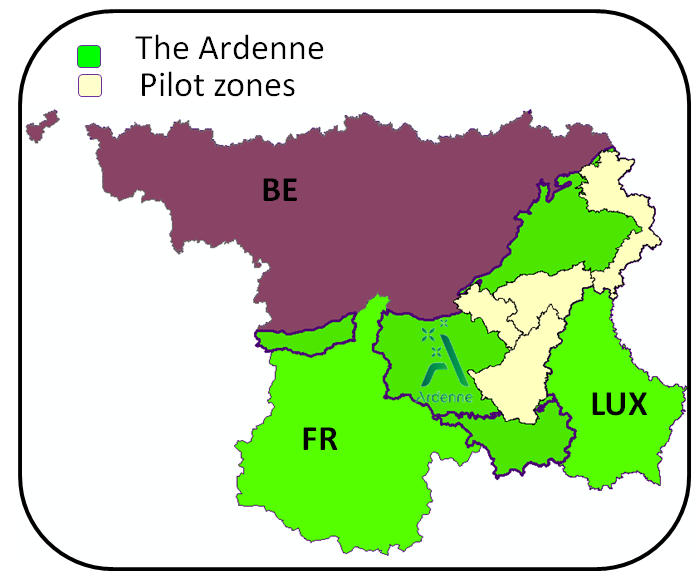 The Ardenne
Pilot zones
BE
Ardenne
LUX
FR